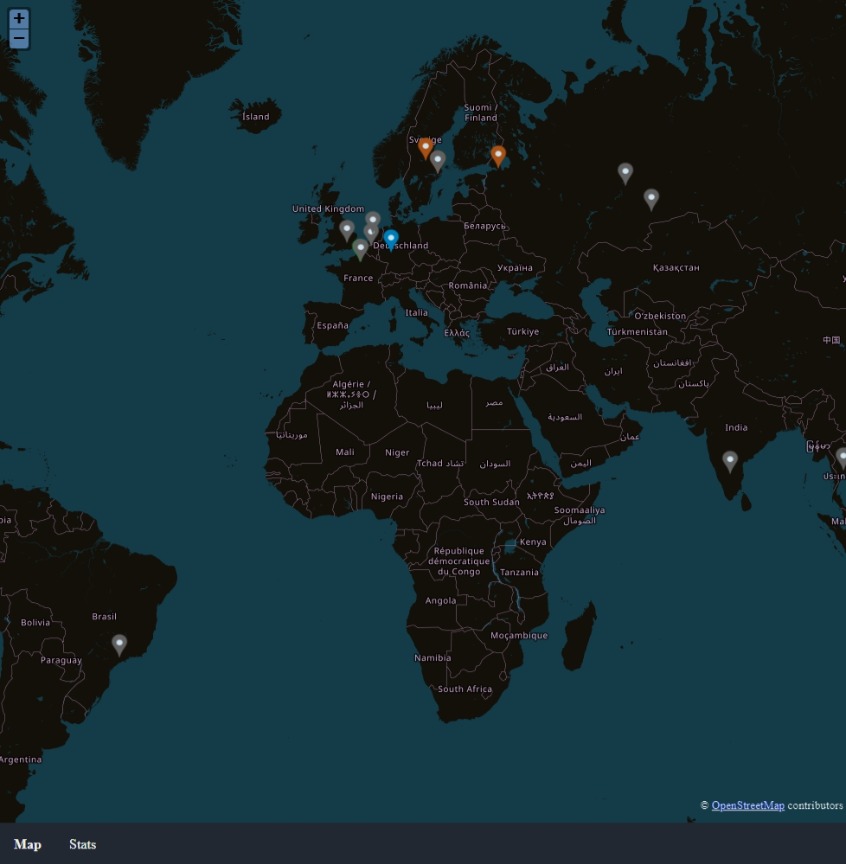 +
−
Ísland
Suomi /
Finland
United Kingdom
Беларусь
Deutschland
Україна
France
România
Қазақстан
Italia
España
Ελλάς
Türkiye
Oʻzbekiston
Türkmenistan
中国
العراق
ایران
افغانستان
پاکستان
Algérie /
ⵍⵣⵣⴰⵢⴻⵔ /
الجزائر
ليبيا
مصر
السعودية
عمان
India
موريتانيا
Mali
Niger
Tchad تشاد
السودان
اليمن
Nigeria
South Sudan
ኢትዮጵያ
Soomaaliya
الصومال
Kenya
République
démocratique
du Congo
Tanzania
Angola
Brasil
Bolivia
Moçambique
Namibia
Paraguay
South Africa
Argentina
© OpenStreetMap contributors
Map
Stats